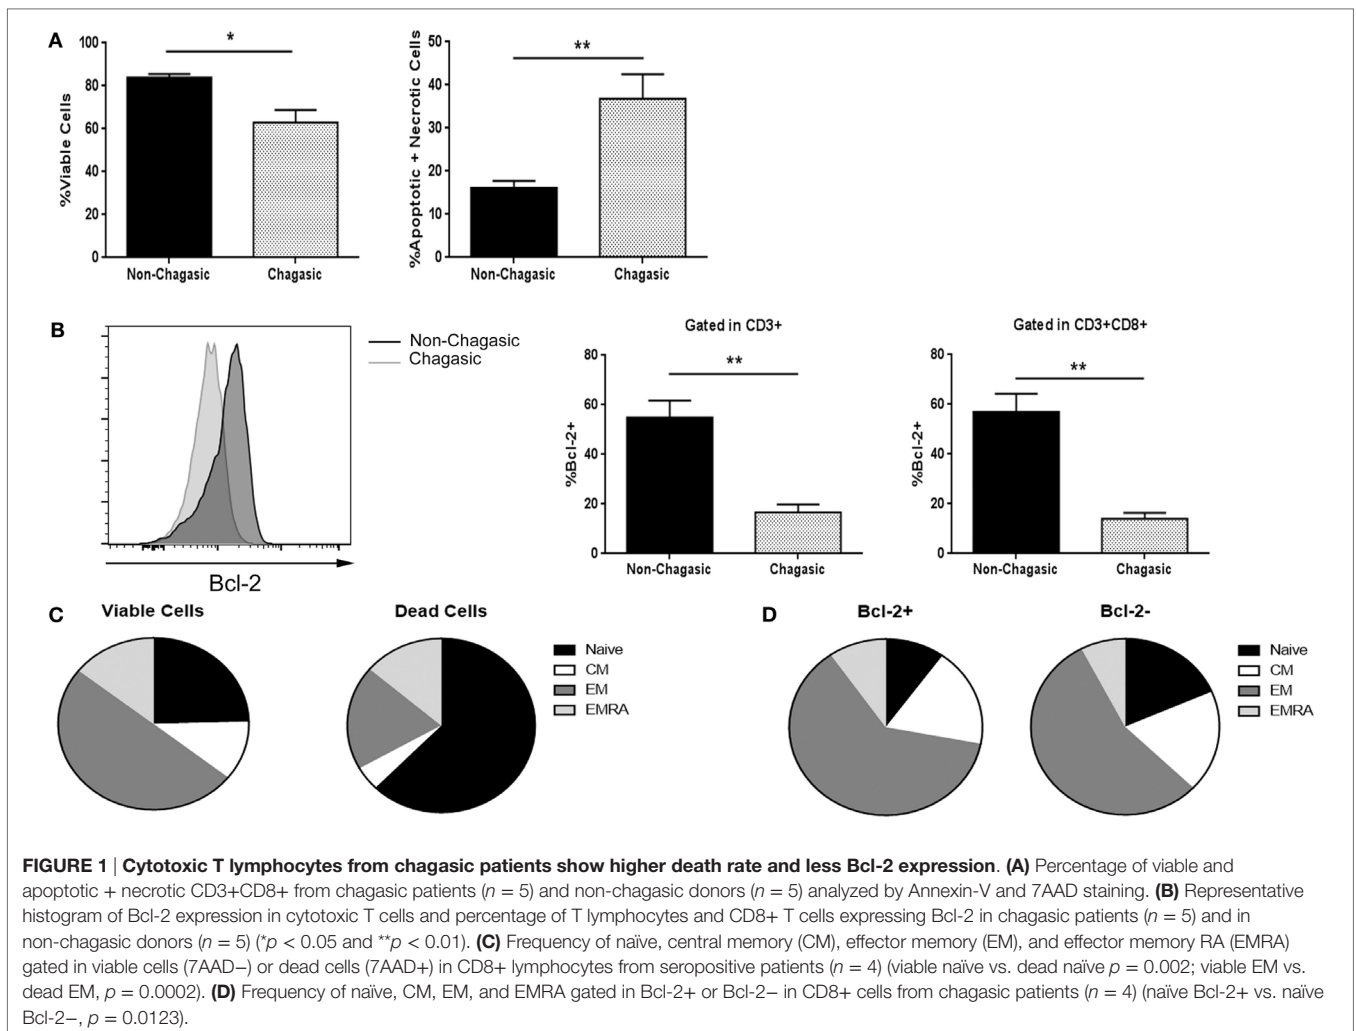 A
%Viable Cells
100
80
60
40
20
0
*
Non-Chagasic
Chagasic
%Apoptotic + Necrotic Cells
50
40
30
20
10
0
**
Non-Chagasic
Chagasic
B
Non-Chagasic
Chagasic
Bcl-2
Gated in CD3+
%Bcl-2+
80
60
40
20
0
**
Non-Chagasic
Chagasic
Gated in CD3+CD8+
%Bcl-2+
80
60
40
20
0
**
Non-Chagasic
Chagasic
C
Viable Cells
Dead Cells
Naive
CM
EM
EMRA
D
Bcl-2+
Bcl-2-
Naive
CM
EM
EMRA
FIGURE 1 | Cytotoxic T lymphocytes from chagasic patients show higher death rate and less Bcl-2 expression. (A) Percentage of viable and
apoptotic + necrotic CD3+CD8+ from chagasic patients (n = 5) and non-chagasic donors (n = 5) analyzed by Annexin-V and 7AAD staining. (B) Representative
histogram of Bcl-2 expression in cytotoxic T cells and percentage of T lymphocytes and CD8+ T cells expressing Bcl-2 in chagasic patients (n = 5) and in
non-chagasic donors (n = 5) (*p < 0.05 and **p < 0.01). (C) Frequency of naïve, central memory (CM), effector memory (EM), and effector memory RA (EMRA)
gated in viable cells (7AAD−) or dead cells (7AAD+) in CD8+ lymphocytes from seropositive patients (n = 4) (viable naïve vs. dead naïve p = 0.002; viable EM vs.
dead EM, p = 0.0002). (D) Frequency of naïve, CM, EM, and EMRA gated in Bcl-2+ or Bcl-2− in CD8+ cells from chagasic patients (n = 4) (naïve Bcl-2+ vs. naïve
Bcl-2−, p = 0.0123).